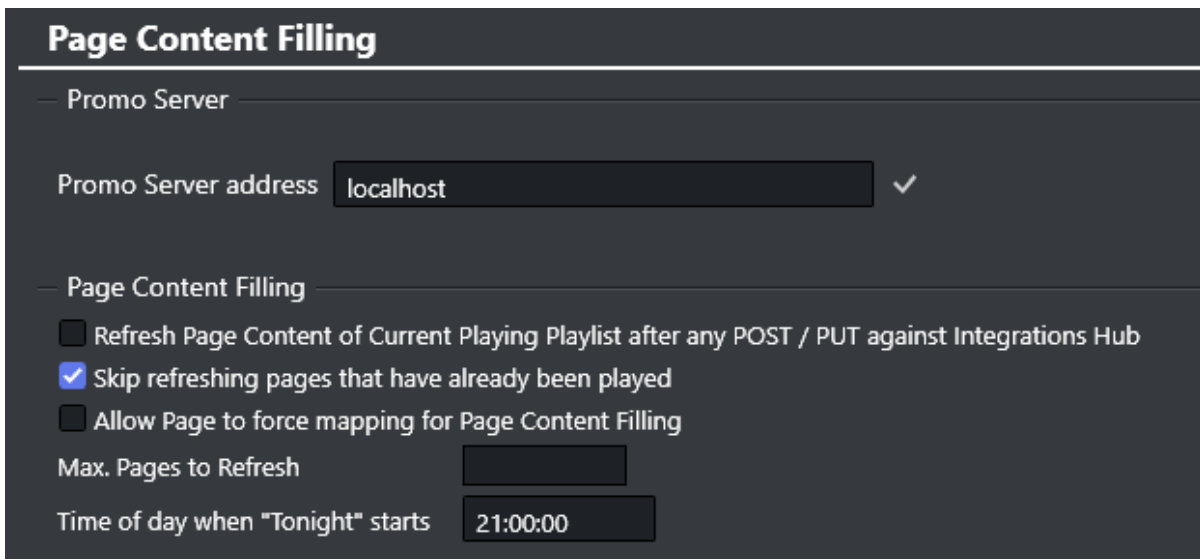 Page Content Filling
Promo Server
Promo Server address localhost
Page Content Filling
Refresh Page Content of Current Playing Playlist after any POST / PUT against Integrations Hub
Skip refreshing pages that have already been played
Allow Page to force mapping for Page Content Filling
Max. Pages to Refresh
Time of day when "Tonight" starts 21:00:00